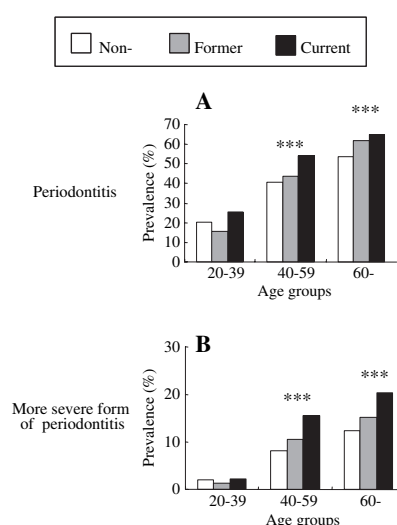 Non- Former Current
A
***
***
70
60
50
40
30
20
10
0
Prevalence (%)
Periodontitis
20-39 40-59 60-
Age groups
B
***
***
30
20
10
0
Prevalence (%)
More severe form
of periodontitis
20-39 40-59 60-
Age groups